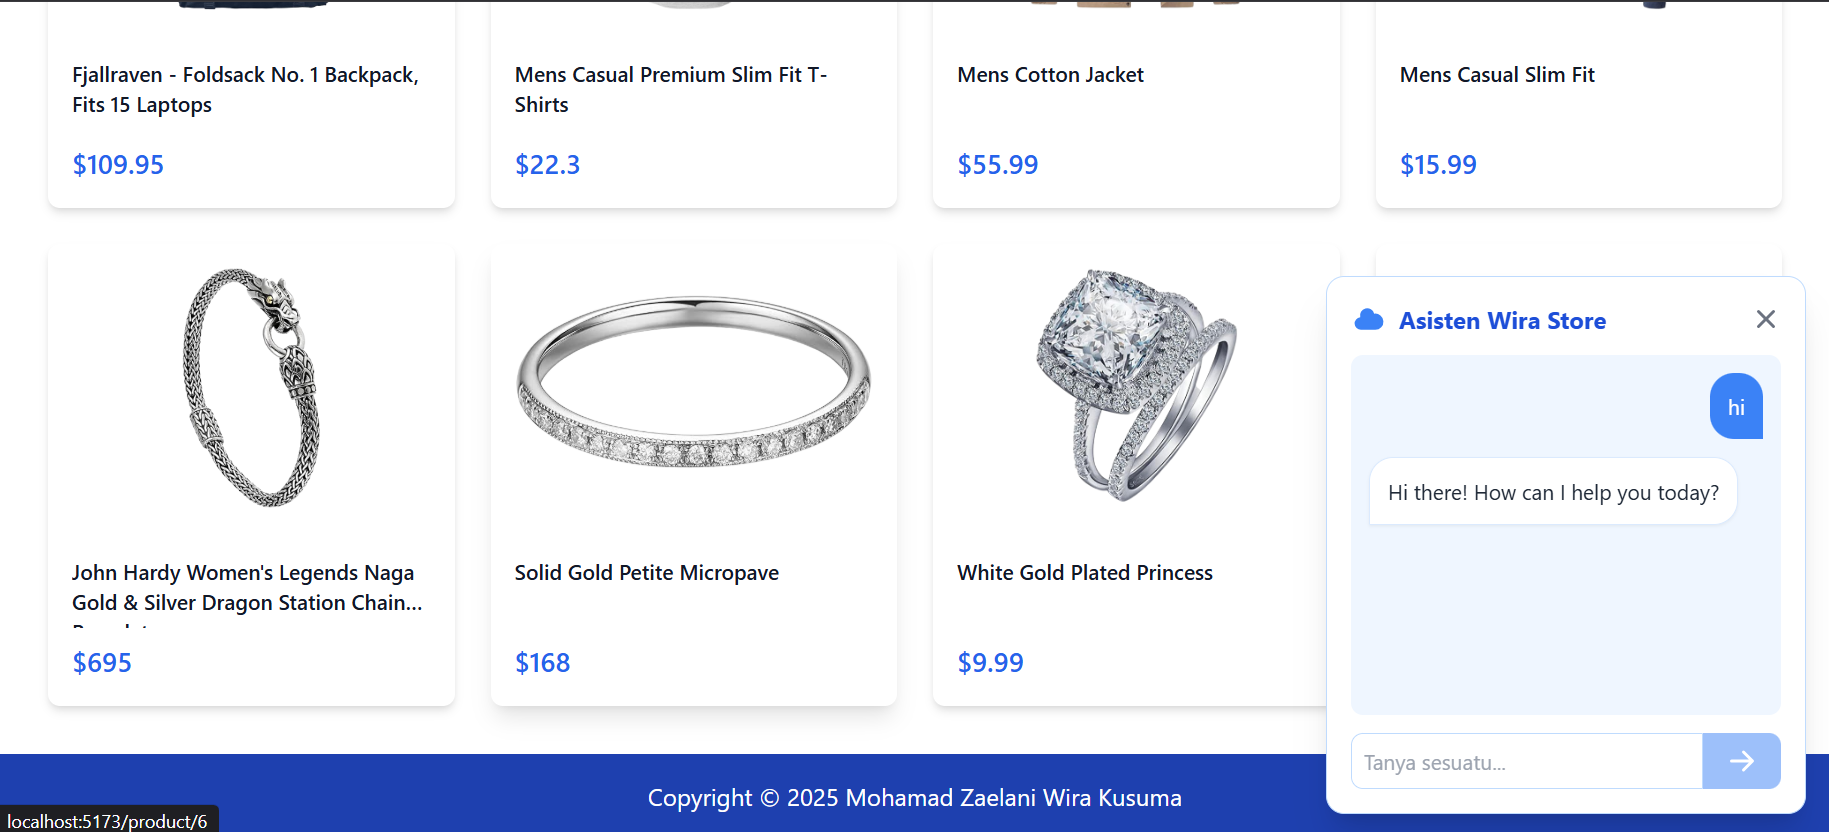 Fjallraven - Foldsack No. 1 Backpack,
Fits 15 Laptops
$109.95
Mens Casual Premium Slim Fit T-
Shirts
$22.3
Mens Cotton Jacket
$55.99
Mens Casual Slim Fit
$15.99
John Hardy Women's Legends Naga
Gold & Silver Dragon Station Chain...
$695
Solid Gold Petite Micropave
$168
White Gold Plated Princess
$9.99
Asisten Wira Store
hi
Hi there! How can I help you today?
Tanya sesuatu...
Copyright © 2025 Mohamad Zaelani Wira Kusuma
localhost:5173/product/6